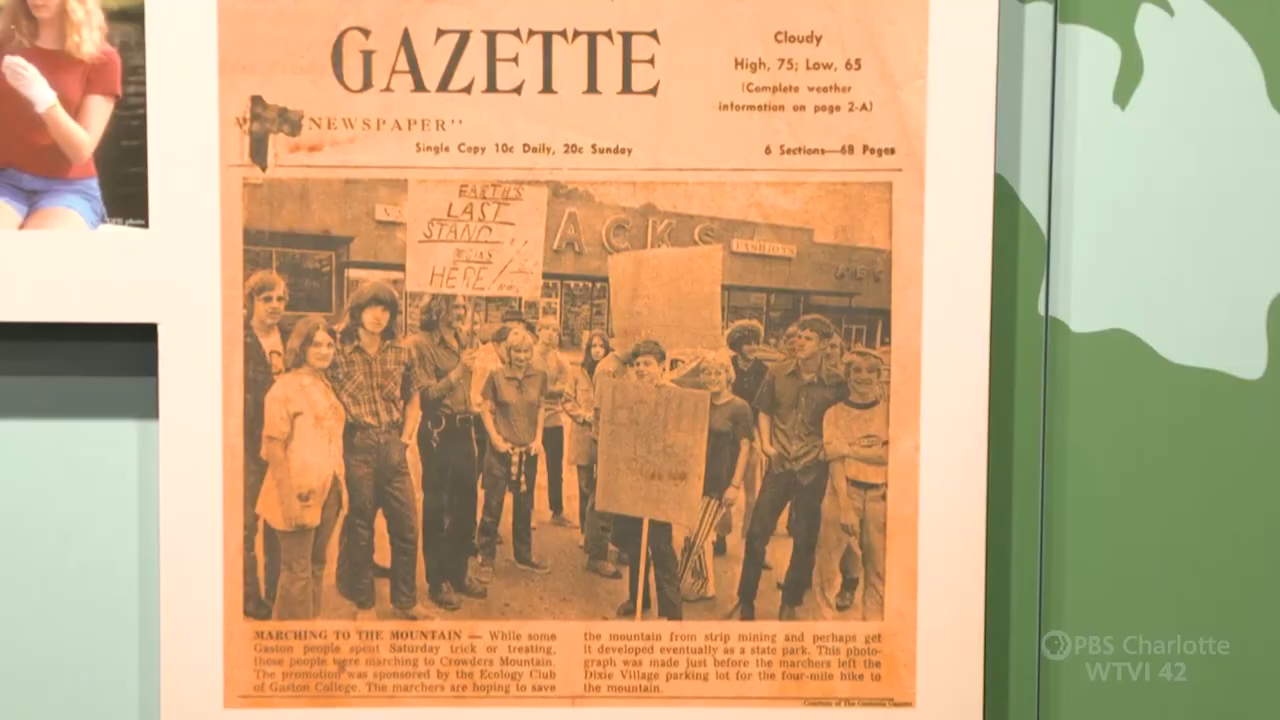 GAZETTE
Cloudy
High, 75; Low, 65
(Complete weather
information on page 2-A)
NEWSPAPER"
Single Copy 10c Daily, 20c Sunday
6 Sections—68 Pages
EARTH'S
LAST
STAND
HERE!
ACKS
FASHIONS
MARCHING TO THE MOUNTAIN — While some
Gaston people spent Saturday trick or treating,
these people were marching to Crowders Mountain.
The promotion was sponsored by the Ecology Club
of Gaston College. The marchers are hoping to save
the mountain from strip mining and perhaps get
it developed eventually as a state park. This photo-
graph was made just before the marchers left the
Dixie Village parking lot for the four-mile hike to
the mountain.
Courtesy of The Gastonia Gazette
PBS Charlotte
WTVI 42